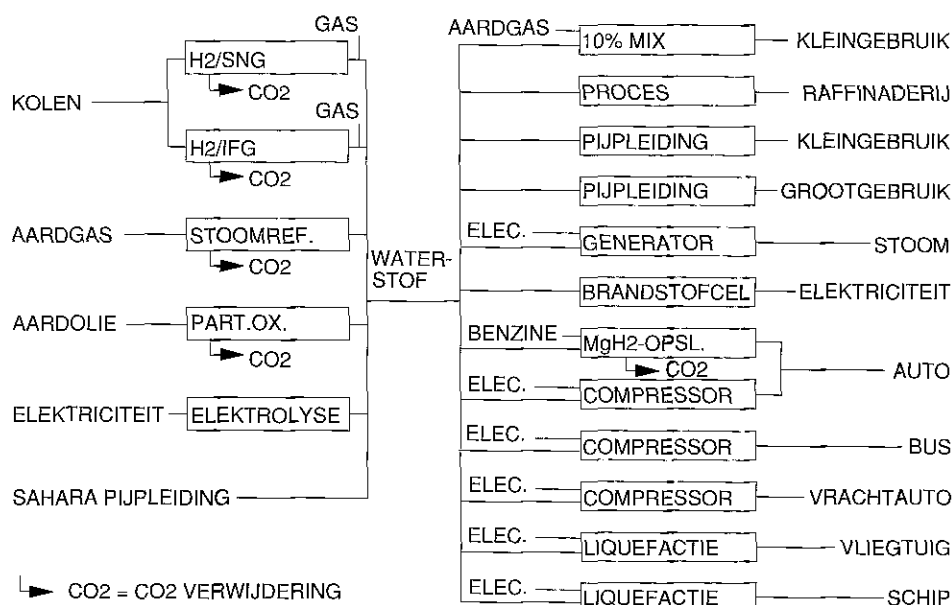 GAS
H2/SNG
CO2
KOLEN
GAS
H2/IFG
CO2
AARDGAS
STOOMREF.
CO2
AARDOLIE
PART.OX.
CO2
ELEKTRICITEIT
ELEKTROLYSE
SAHARA PIJPLEIDING
CO2 = CO2 VERWIJDERING
WATER-
STOF
AARDGAS
10% MIX
KLEINGEBRUIK
PROCES
RAFFINADERIJ
PIJPLEIDING
KLEINGEBRUIK
PIJPLEIDING
GROOTGEBRUIK
ELEC.
GENERATOR
STOOM
BRANDSTOFCEL
ELEKTRICITEIT
BENZINE
MgH2-OPSL.
CO2
AUTO
ELEC.
COMPRESSOR
ELEC.
COMPRESSOR
BUS
ELEC.
COMPRESSOR
VRACHTAUTO
ELEC.
LIQUEFACTIE
VLIEGTUIG
ELEC.
LIQUEFACTIE
SCHIP